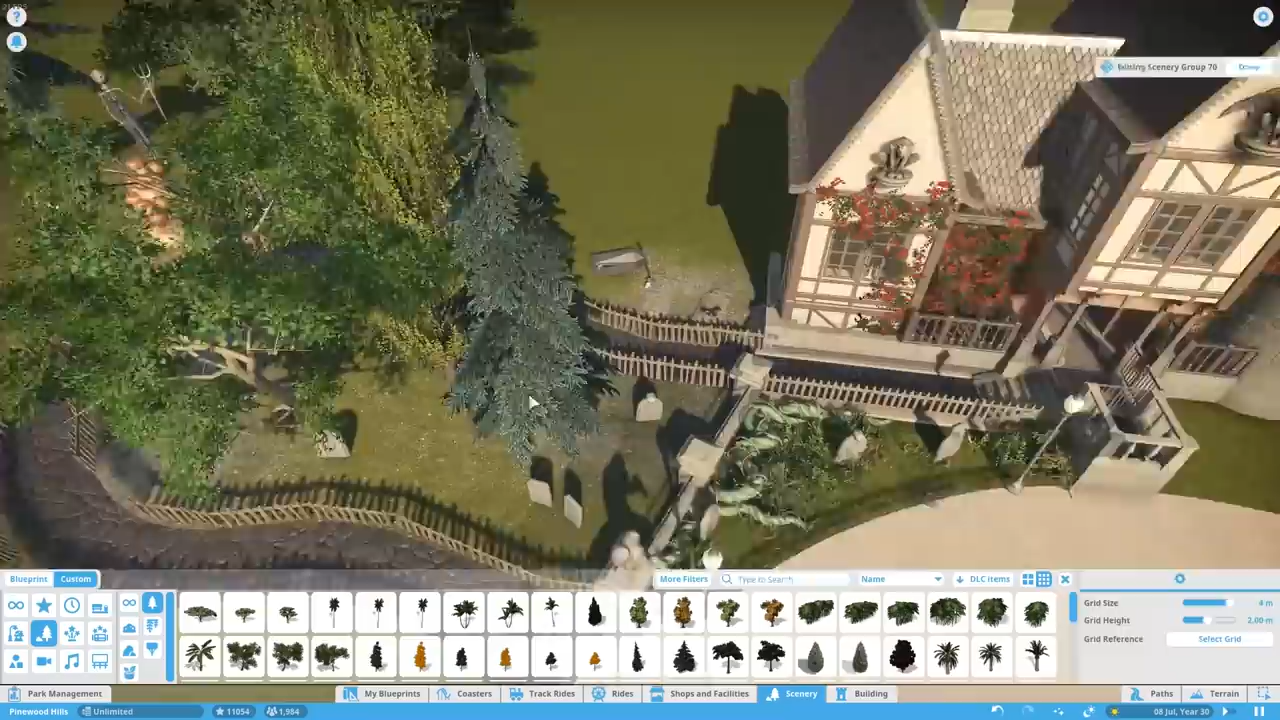 Editing Scenery Group 70
Blueprint Custom
More Filters Type to Search Name DLC items
Grid Size 4 m
Grid Height 2.00 m
Grid Reference Select Grid
Park Management My Blueprints Coasters Track Rides Rides Shops and Facilities Scenery Building Paths Terrain
Pinewood Hills Unlimited 11054 1,984 08 Jul, Year 30